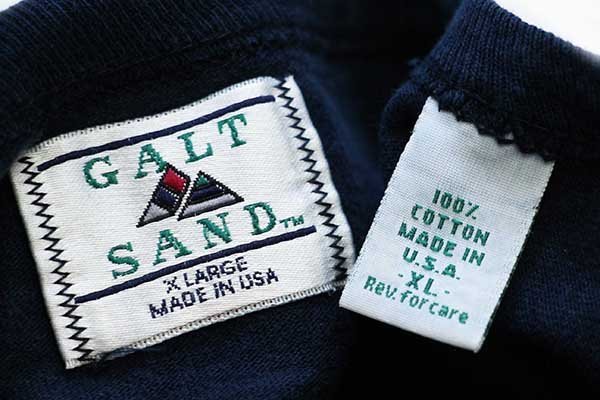 GALT
SAND™
X LARGE
MADE IN USA
100%
COTTON
MADE IN
U.S.A.
- XL -
Rev. for care